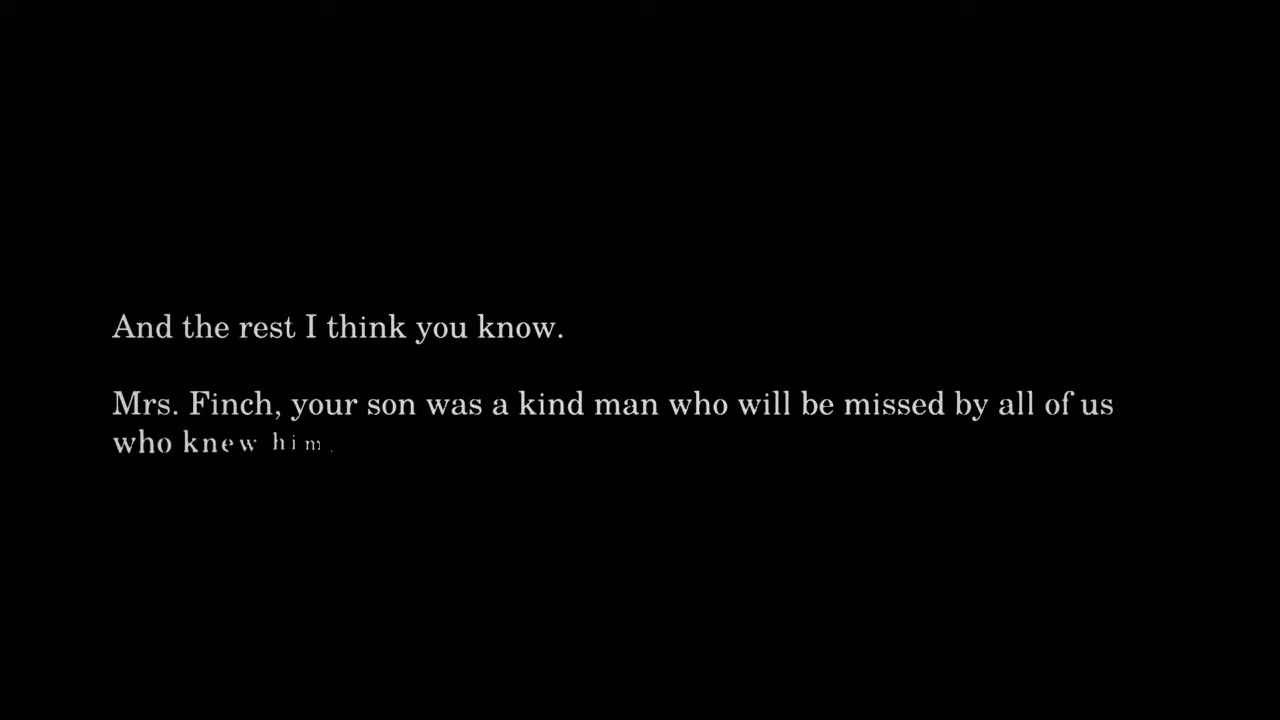 And the rest I think you know.
Mrs. Finch, your son was a kind man who will be missed by all of us
who knew him.